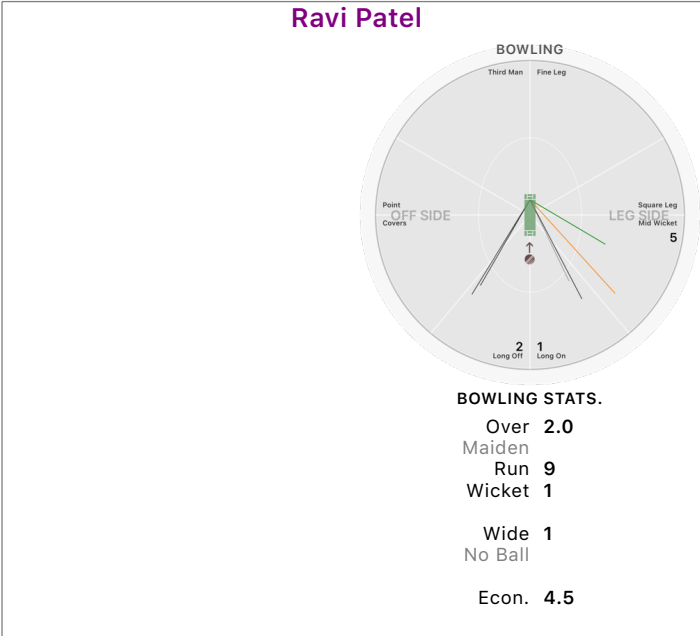 Ravi Patel
BOWLING
Third Man Fine Leg
Point Square Leg
OFF SIDE LEG SIDE
Covers Mid Wicket
5
2 1
Long Off Long On
BOWLING STATS.
Over 2.0
Maiden
Run 9
Wicket 1
Wide 1
No Ball
Econ. 4.5